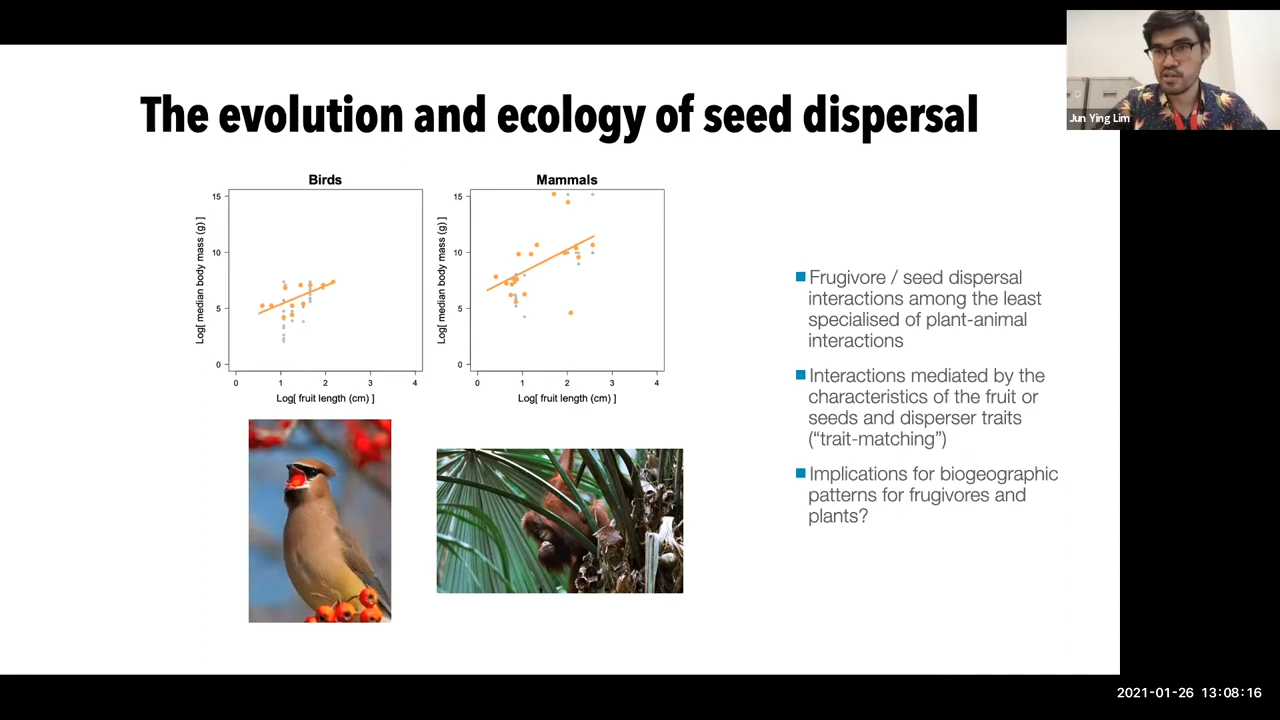 Jun Ying Lim
The evolution and ecology of seed dispersal
Birds
Log[ median body mass (g) ]
15
10
5
0
0 1 2 3 4
Log[ fruit length (cm) ]
Mammals
Log[ median body mass (g) ]
15
10
5
0
0 1 2 3 4
Log[ fruit length (cm) ]
Frugivore / seed dispersal
interactions among the least
specialised of plant-animal
interactions
Interactions mediated by the
characteristics of the fruit or
seeds and disperser traits
(“trait-matching”)
Implications for biogeographic
patterns for frugivores and
plants?
2021-01-26 13:08:16